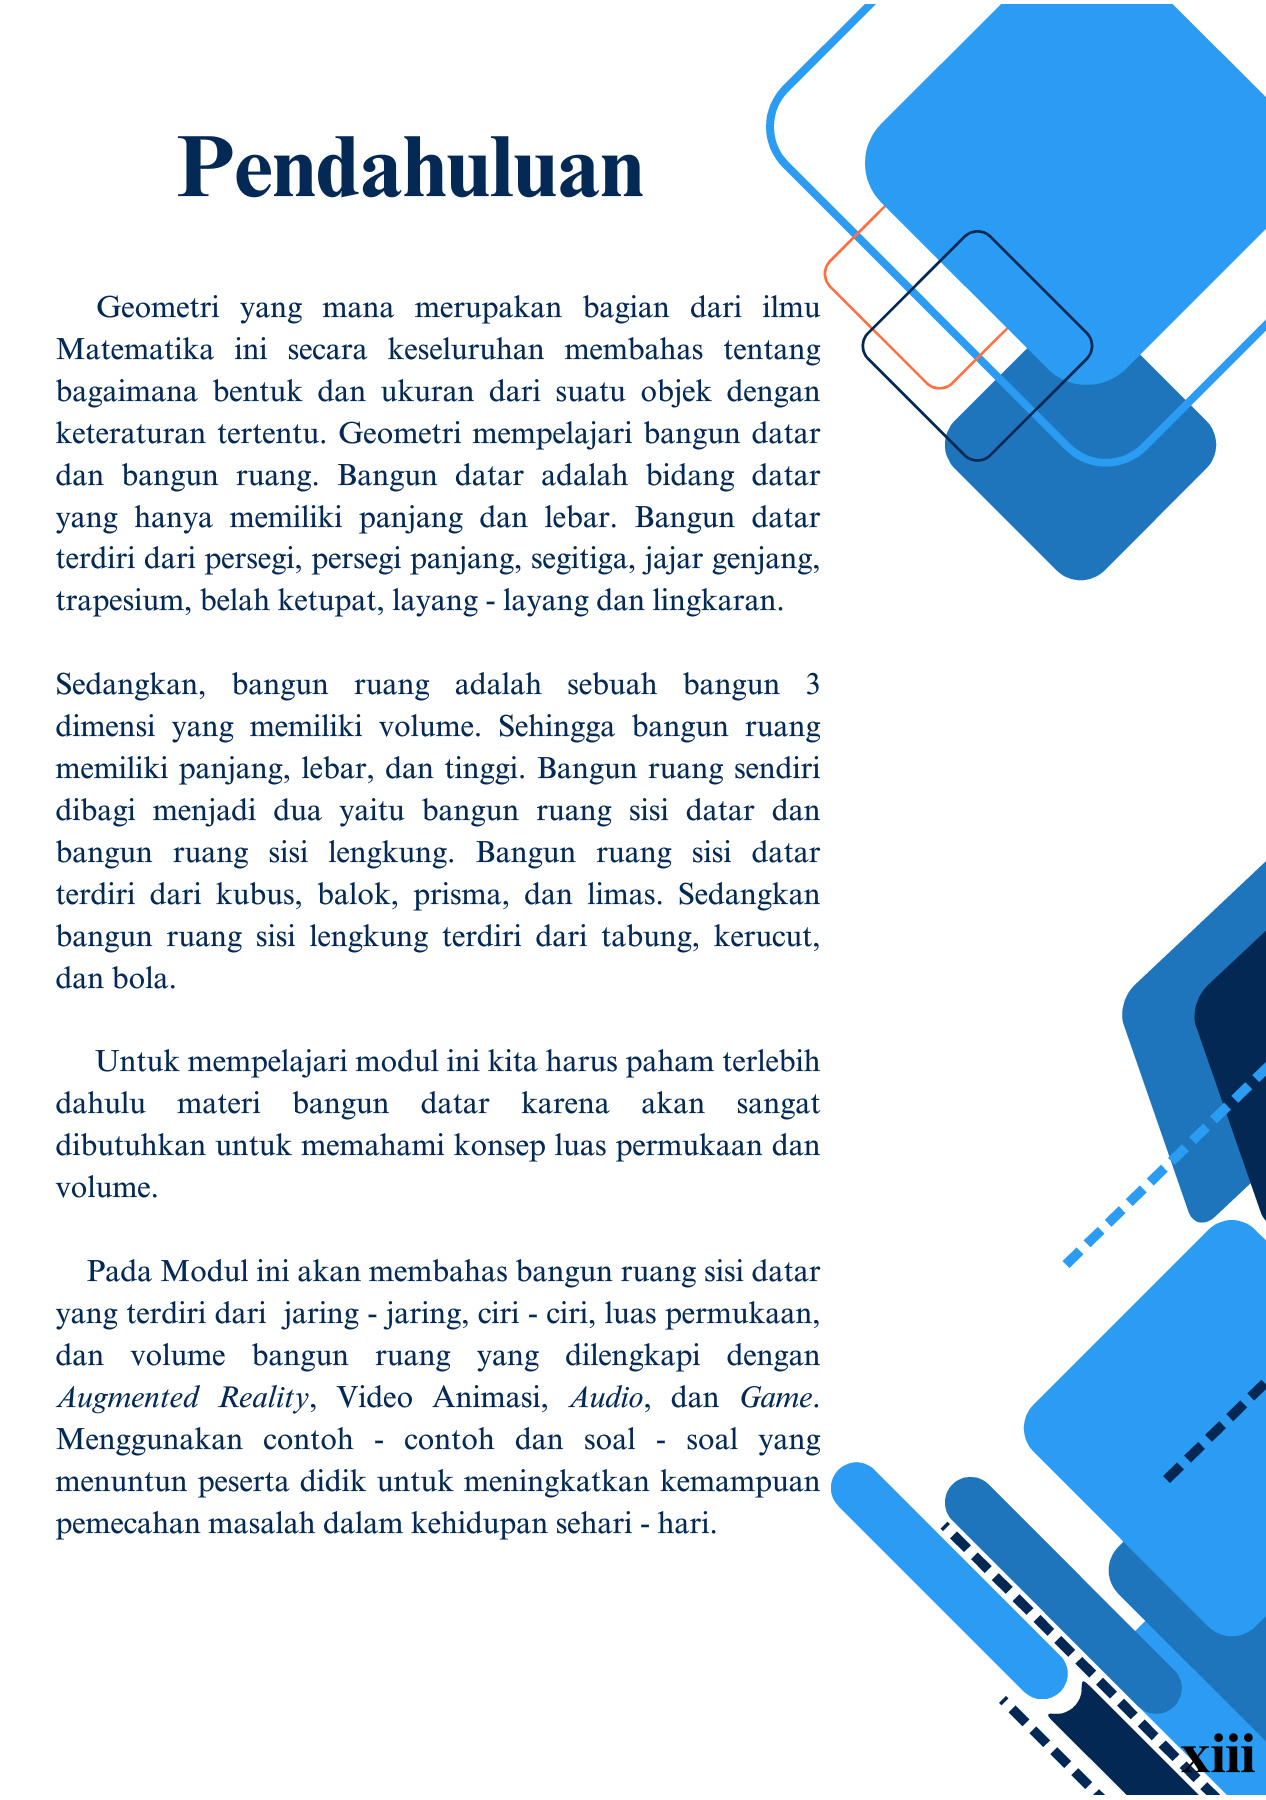 Pendahuluan
Geometri yang mana merupakan bagian dari ilmu
Matematika ini secara keseluruhan membahas tentang
bagaimana bentuk dan ukuran dari suatu objek dengan
keteraturan tertentu. Geometri mempelajari bangun datar
dan bangun ruang. Bangun datar adalah bidang datar
yang hanya memiliki panjang dan lebar. Bangun datar
terdiri dari persegi, persegi panjang, segitiga, jajar genjang,
trapesium, belah ketupat, layang - layang dan lingkaran.
Sedangkan, bangun ruang adalah sebuah bangun 3
dimensi yang memiliki volume. Sehingga bangun ruang
memiliki panjang, lebar, dan tinggi. Bangun ruang sendiri
dibagi menjadi dua yaitu bangun ruang sisi datar dan
bangun ruang sisi lengkung. Bangun ruang sisi datar
terdiri dari kubus, balok, prisma, dan limas. Sedangkan
bangun ruang sisi lengkung terdiri dari tabung, kerucut,
dan bola.
Untuk mempelajari modul ini kita harus paham terlebih
dahulu materi bangun datar karena akan sangat
dibutuhkan untuk memahami konsep luas permukaan dan
volume.
Pada Modul ini akan membahas bangun ruang sisi datar
yang terdiri dari jaring - jaring, ciri - ciri, luas permukaan,
dan volume bangun ruang yang dilengkapi dengan
Augmented Reality, Video Animasi, Audio, dan Game.
Menggunakan contoh - contoh dan soal - soal yang
menuntun peserta didik untuk meningkatkan kemampuan
pemecahan masalah dalam kehidupan sehari - hari.
xiii